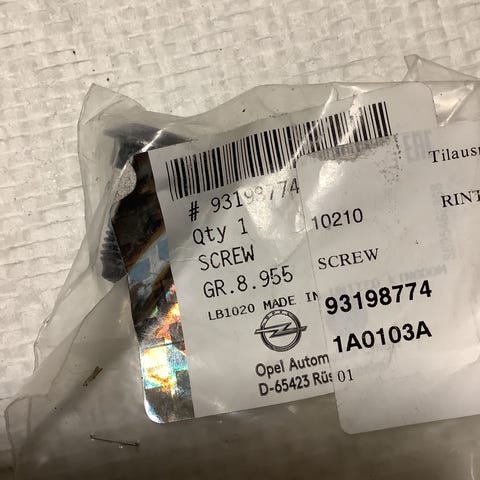 # 93198774
Qty 1
SCREW
GR.8.955
LB1020 MADE IN
Opel Autom
D-65423 Rüs
Tilaus
RINT
10210
SCREW
93198774
1A0103A
01